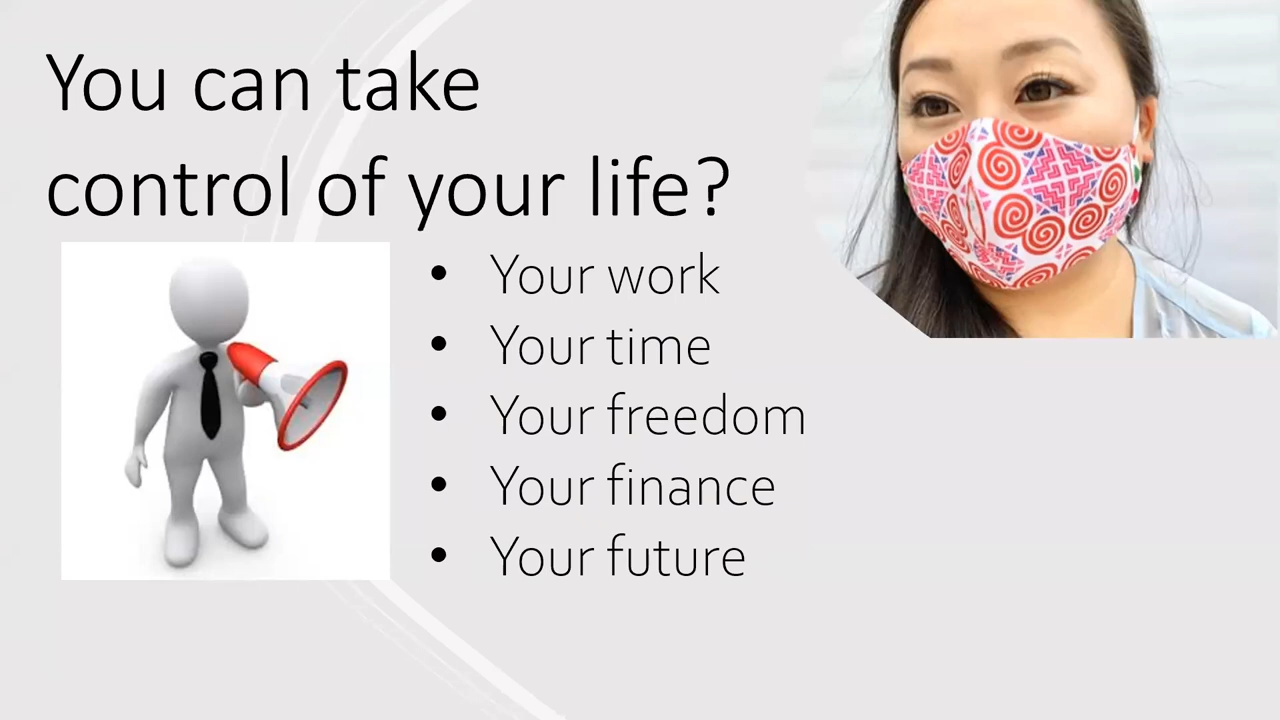 You can take
control of your life?
• Your work
• Your time
• Your freedom
• Your finance
• Your future